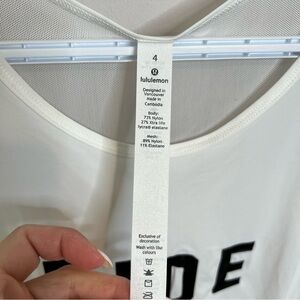 4
lululemon
Designed in
Vancouver
Made in
Cambodia
Body:
73% Nylon
27% Xtra life
lycra® elastane
Mesh:
89% Nylon
11% Elastane
Exclusive of
decoration
Wash with like
colours
DE